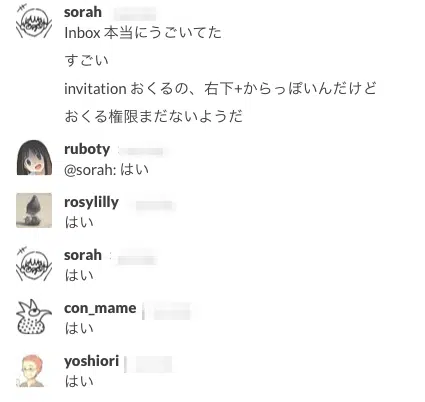 sorah
Inbox 本当にうごいてた
すごい
invitation おくるの、右下+からっぽいんだけど
おくる権限まだないようだ
ruboty
@sorah: はい
rosylilly
はい
sorah
はい
con_mame
はい
yoshiori
はい